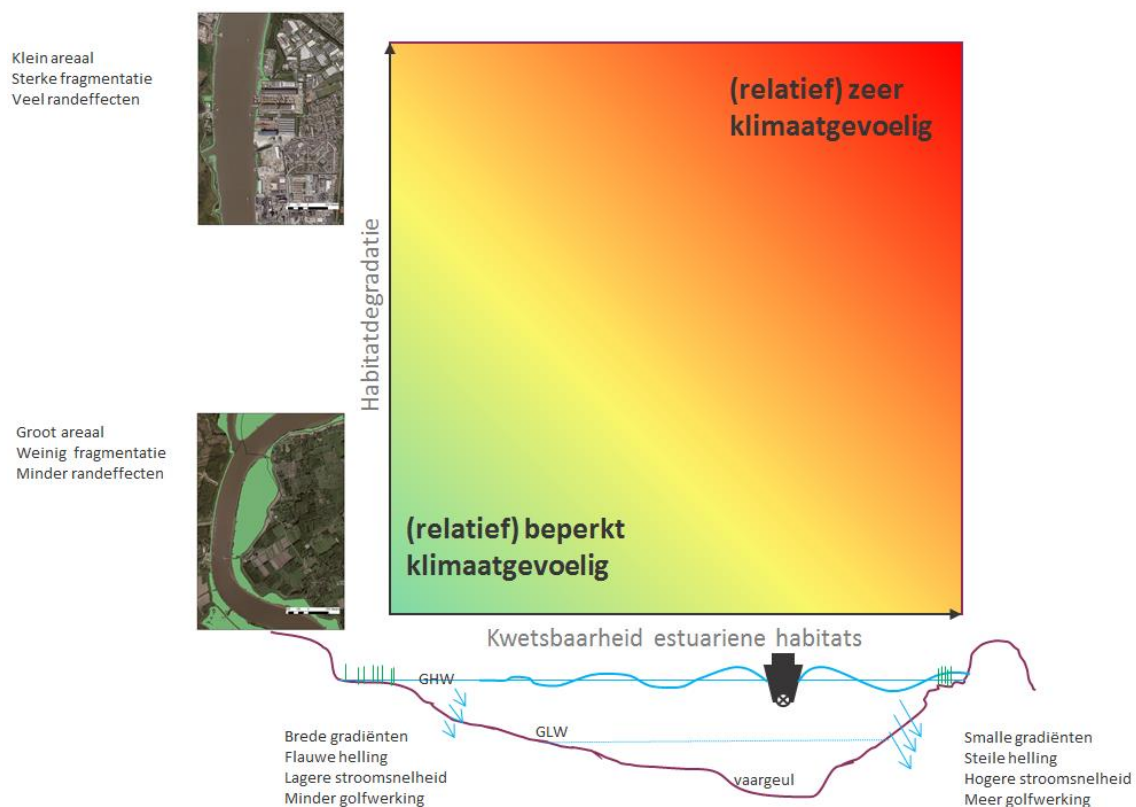 Klein areaal
Sterke fragmentatie
Veel randeffecten
(relatief) zeer
klimaatgevoelig
Habitatdegradatie
Groot areaal
Weinig fragmentatie
Minder randeffecten
(relatief) beperkt
klimaatgevoelig
Kwetsbaarheid estuariene habitats
GHW
GLW
vaargeul
Brede gradiënten
Flauwe helling
Lagere stroomsnelheid
Minder golfwerking
Smalle gradiënten
Steile helling
Hogere stroomsnelheid
Meer golfwerking